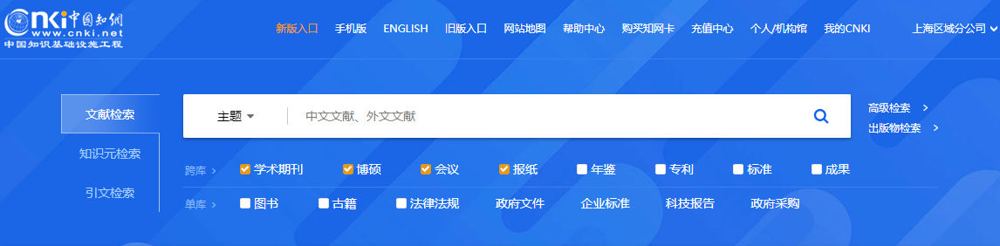 Cnki中国知网
www.cnki.net
中国知识基础设施工程
新版入口 手机版 ENGLISH 旧版入口 网站地图 帮助中心 购买知网卡 充值中心 个人/机构馆 我的CNKI 上海区域分公司
文献检索 主题 中文文献、外文文献 高级检索 >
出版物检索 >
知识元检索
跨库 > 学术期刊 博硕 会议 报纸 年鉴 专利 标准 成果
引文检索
单库 > 图书 古籍 法律法规 政府文件 企业标准 科技报告 政府采购